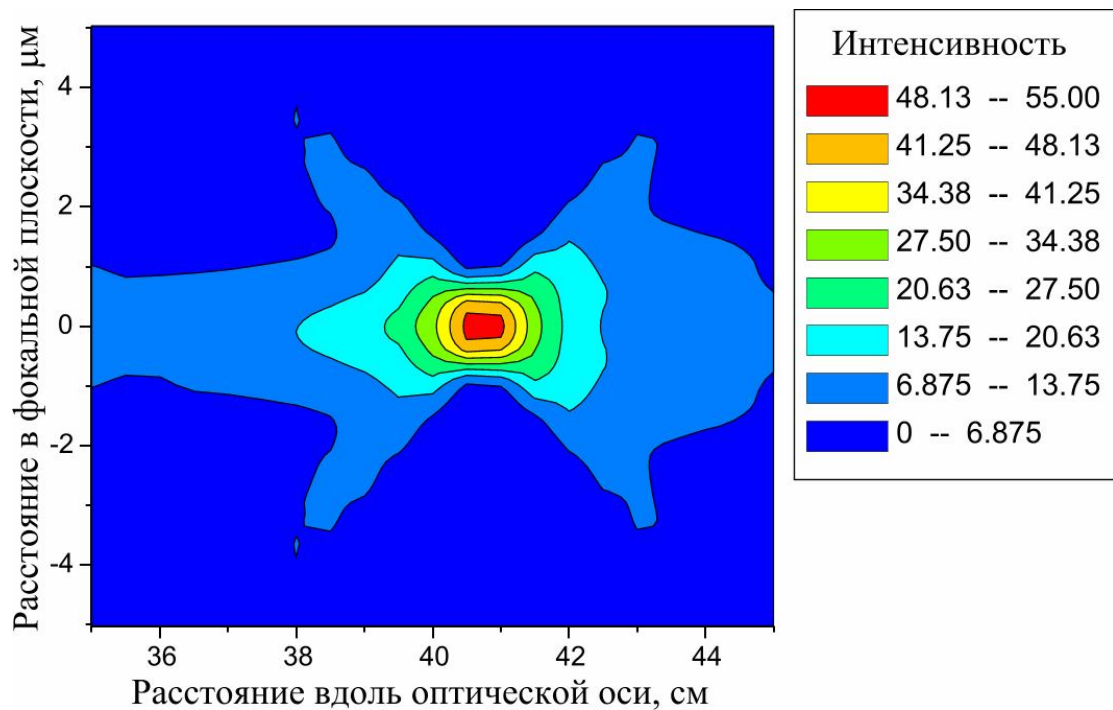 Интенсивность
48.13 -- 55.00
41.25 -- 48.13
34.38 -- 41.25
27.50 -- 34.38
20.63 -- 27.50
13.75 -- 20.63
6.875 -- 13.75
0 -- 6.875
Расстояние в фокальной плоскости, μм
4
2
0
-2
-4
36 38 40 42 44
Расстояние вдоль оптической оси, см